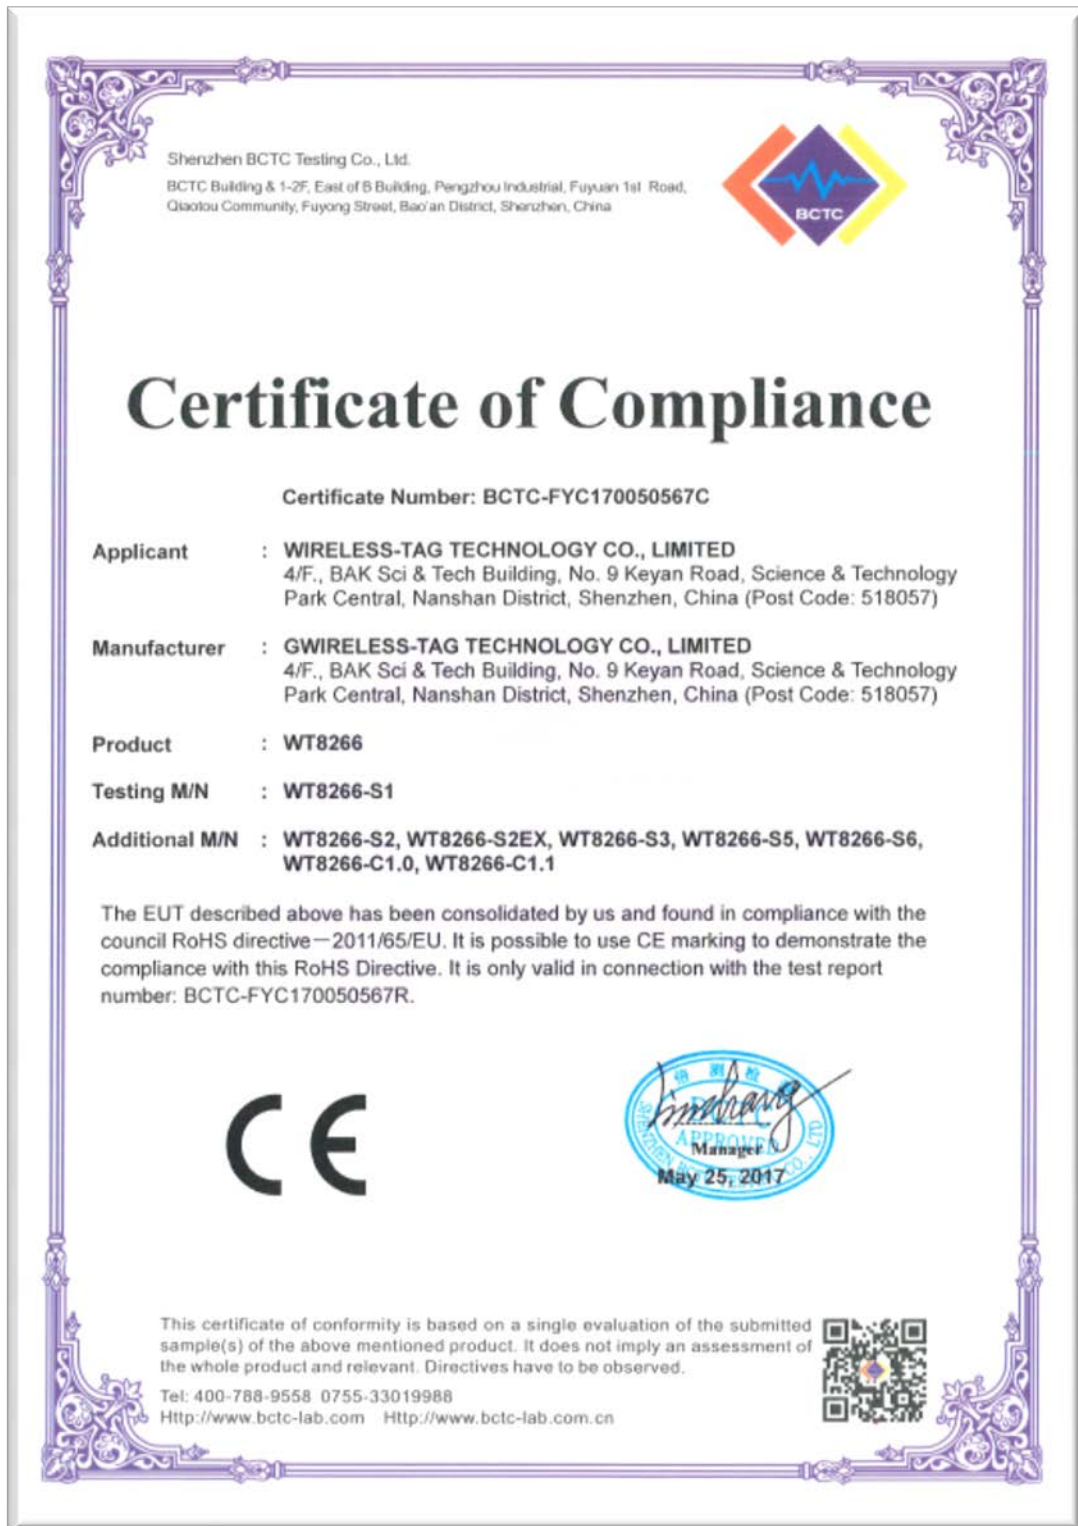 Shenzhen BCTC Testing Co., Ltd.
BCTC Building & 1-2F, East of B Building, Pengzhou Industrial, Fuyuan 1st Road,
Qiaotou Community, Fuyong Street, Bao'an District, Shenzhen, China
BCTC
Certificate of Compliance
Certificate Number: BCTC-FYC170050567C
Applicant : WIRELESS-TAG TECHNOLOGY CO., LIMITED
4/F., BAK Sci & Tech Building, No. 9 Keyan Road, Science & Technology
Park Central, Nanshan District, Shenzhen, China (Post Code: 518057)
Manufacturer : GWIRELESS-TAG TECHNOLOGY CO., LIMITED
4/F., BAK Sci & Tech Building, No. 9 Keyan Road, Science & Technology
Park Central, Nanshan District, Shenzhen, China (Post Code: 518057)
Product : WT8266
Testing M/N : WT8266-S1
Additional M/N : WT8266-S2, WT8266-S2EX, WT8266-S3, WT8266-S5, WT8266-S6,
WT8266-C1.0, WT8266-C1.1
The EUT described above has been consolidated by us and found in compliance with the
council RoHS directive－2011/65/EU. It is possible to use CE marking to demonstrate the
compliance with this RoHS Directive. It is only valid in connection with the test report
number: BCTC-FYC170050567R.
CE
APPROVED
Manager
May 25, 2017
This certificate of conformity is based on a single evaluation of the submitted
sample(s) of the above mentioned product. It does not imply an assessment of
the whole product and relevant. Directives have to be observed.
Tel: 400-788-9558 0755-33019988
Http://www.bctc-lab.com Http://www.bctc-lab.com.cn